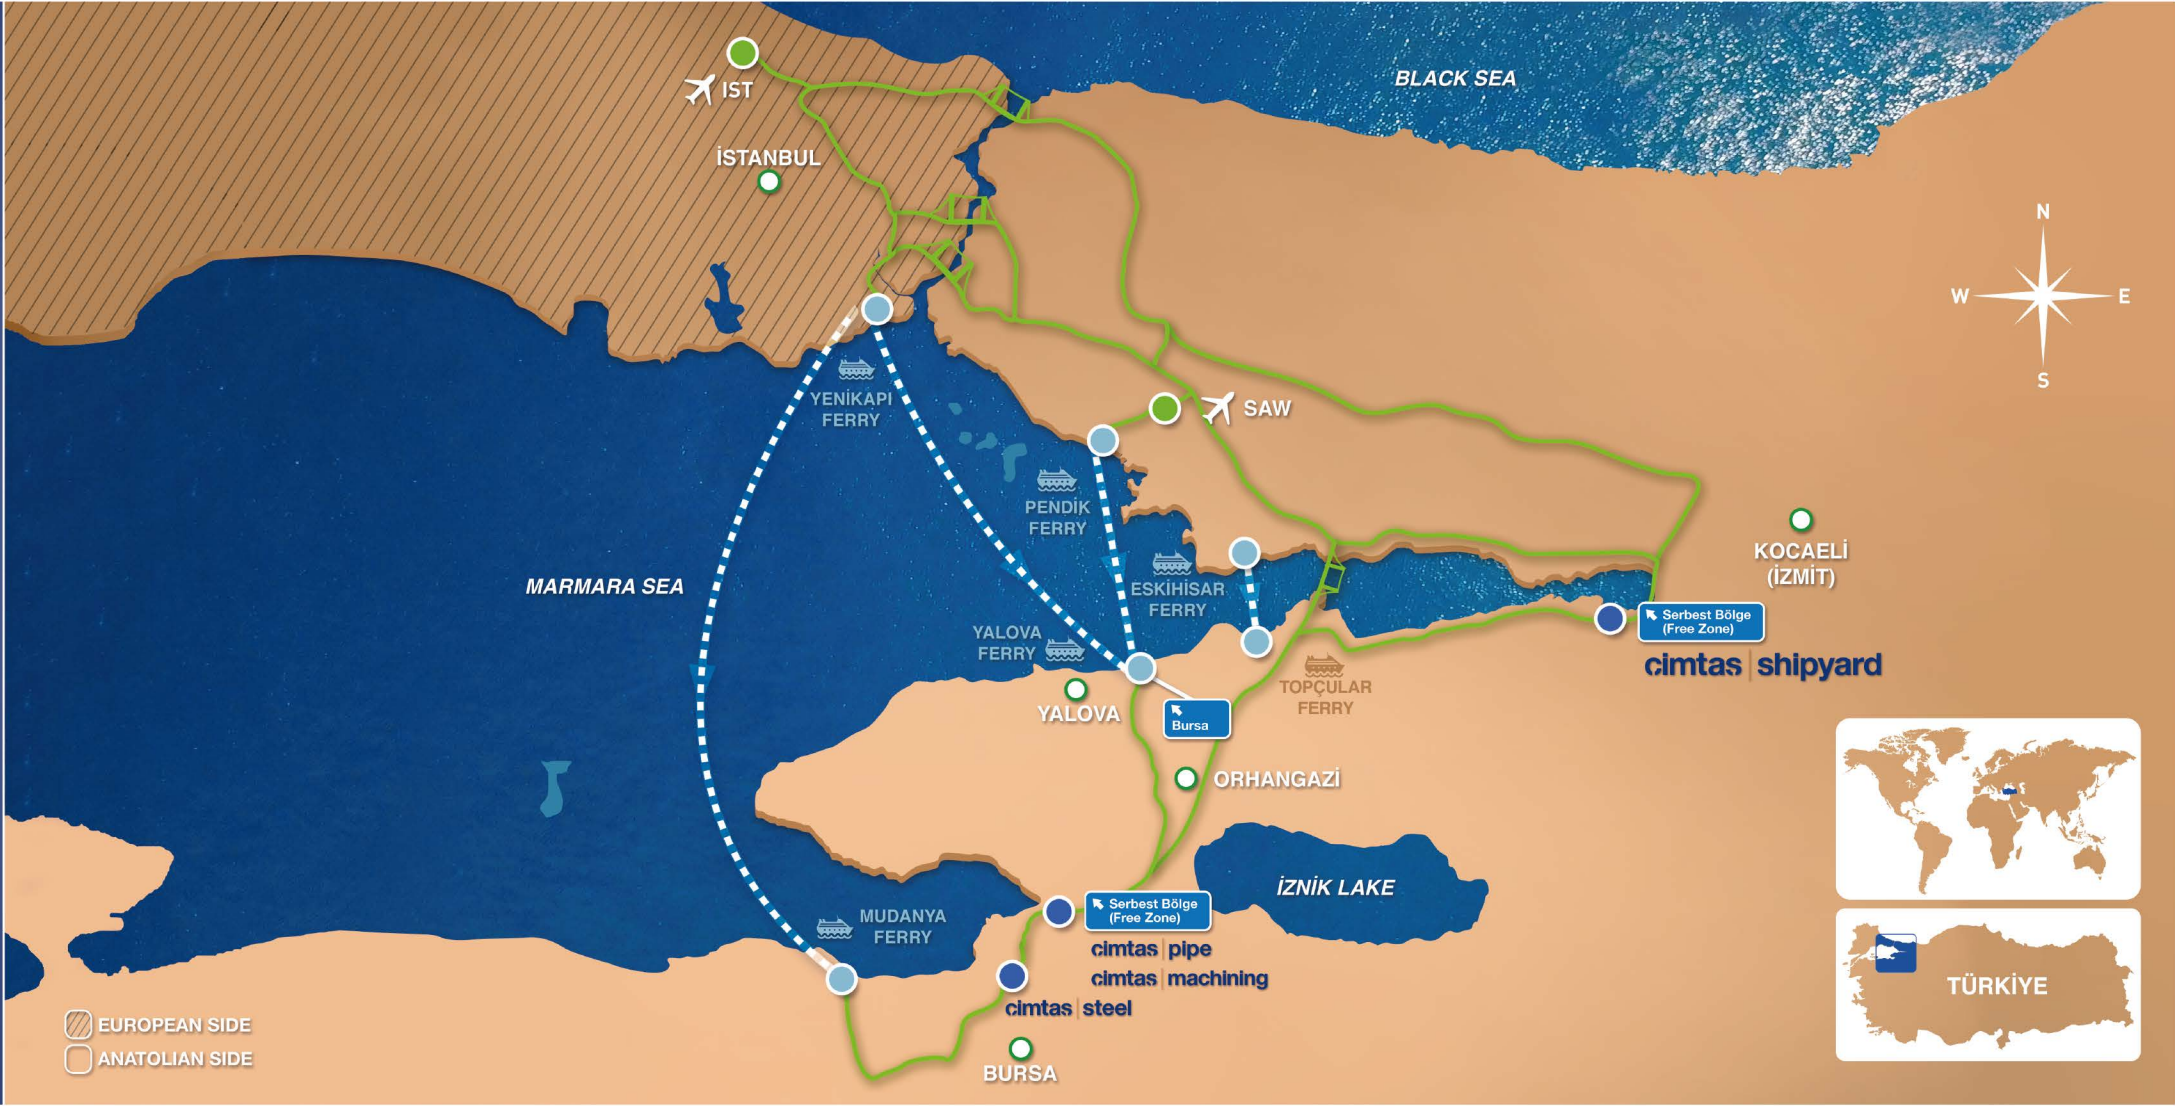 BLACK SEA
IST
İSTANBUL
N
W
E
S
YENİKAPI
FERRY
SAW
PENDİK
FERRY
KOCAELİ
(İZMİT)
MARMARA SEA
ESKİHİSAR
FERRY
Serbest Bölge
(Free Zone)
cimtas | shipyard
YALOVA
FERRY
TOPÇULAR
FERRY
YALOVA
Bursa
ORHANGAZİ
İZNİK LAKE
MUDANYA
FERRY
Serbest Bölge
(Free Zone)
cimtas | pipe
cimtas | machining
cimtas | steel
TÜRKİYE
EUROPEAN SIDE
ANATOLIAN SIDE
BURSA